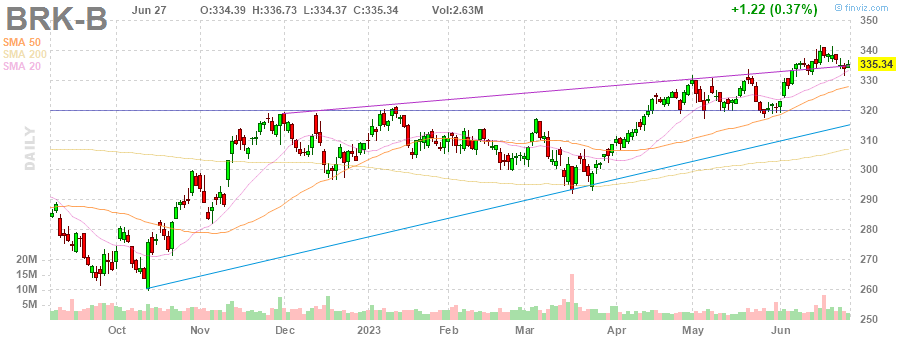 BRK-B
Jun 27 O:334.39 H:336.73 L:334.37 C:335.34 Vol:2.63M +1.22 (0.37%) © finviz.com
SMA 50
SMA 200
SMA 20
DAILY
350
340
335.34
330
320
310
300
290
280
270
260
250
20M
15M
10M
5M
Oct Nov Dec 2023 Feb Mar Apr May Jun